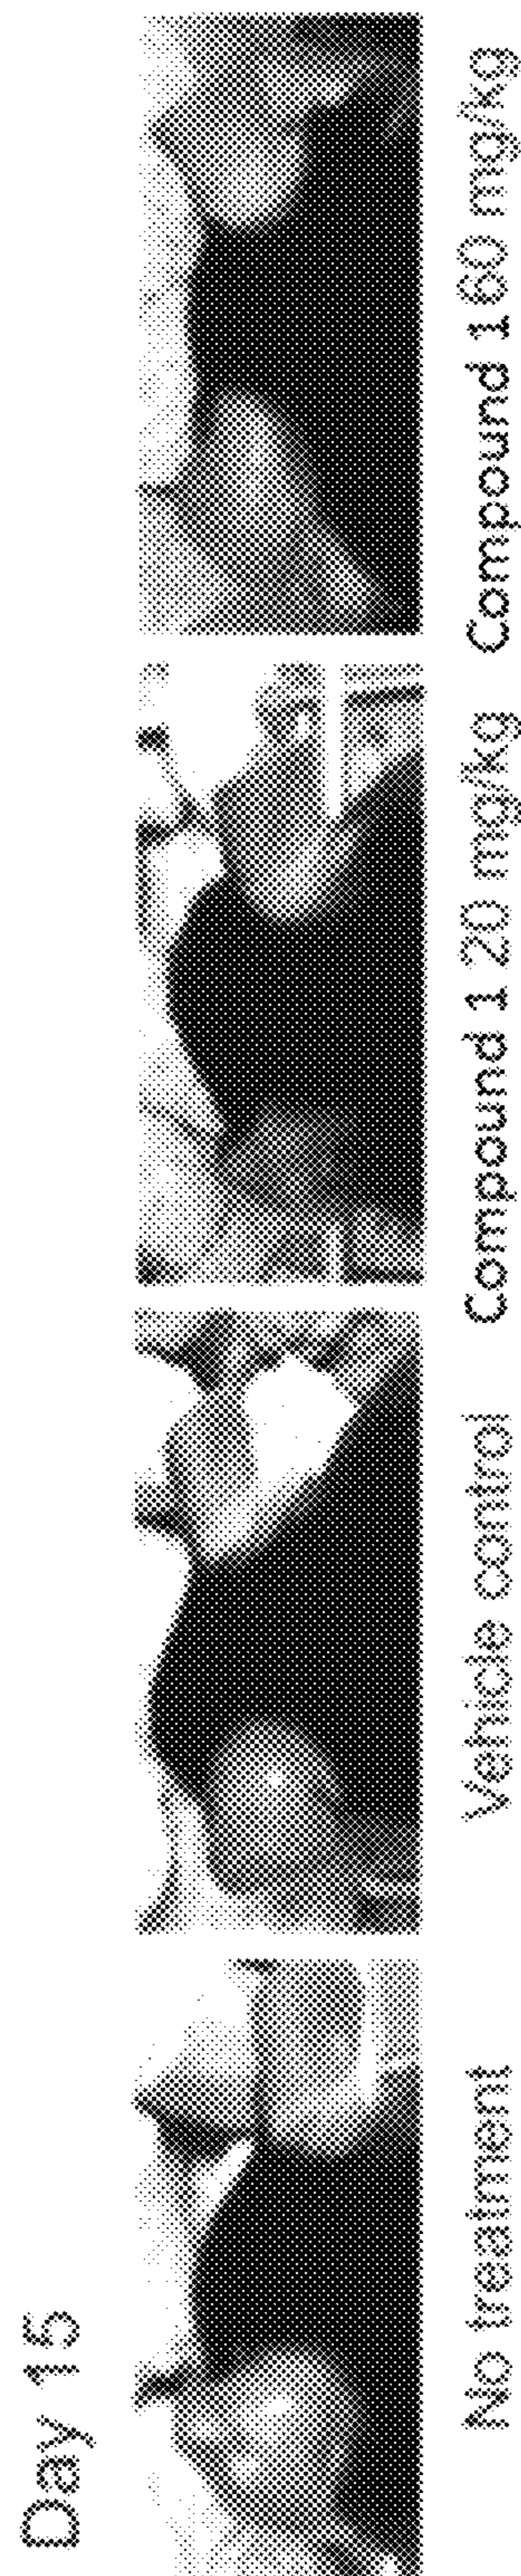 Day 15
No treatment
Vehicle control
Compound 1 20 mg/kg
Compound 1 60 mg/kg